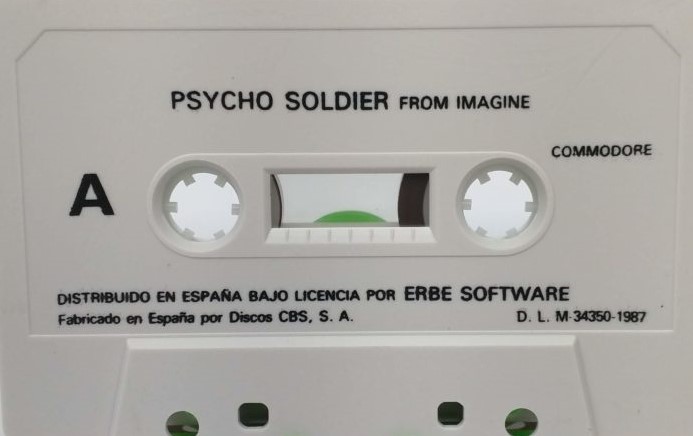 PSYCHO SOLDIER FROM IMAGINE
COMMODORE
A
DISTRIBUIDO EN ESPAÑA BAJO LICENCIA POR ERBE SOFTWARE
Fabricado en España por Discos CBS, S. A. D. L. M-34350-1987